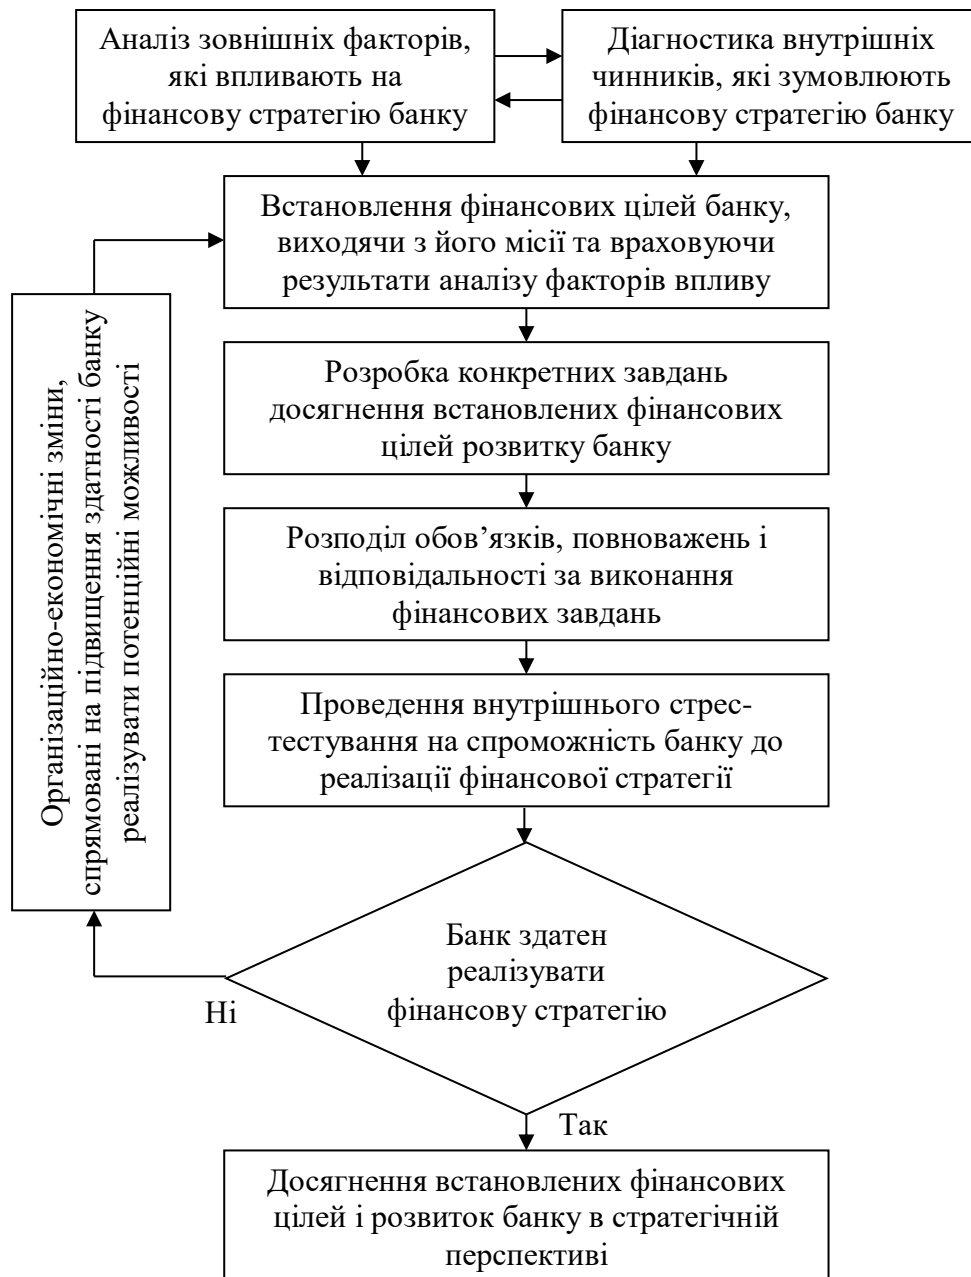 Аналіз зовнішніх факторів,
які впливають на
фінансову стратегію банку
Діагностика внутрішніх
чинників, які зумовлюють
фінансову стратегію банку
Встановлення фінансових цілей банку,
виходячи з його місії та враховуючи
результати аналізу факторів впливу
Організаційно-економічні зміни,
спрямовані на підвищення здатності банку
реалізувати потенційні можливості
Розробка конкретних завдань
досягнення встановлених фінансових
цілей розвитку банку
Розподіл обов’язків, повноважень і
відповідальності за виконання
фінансових завдань
Проведення внутрішнього стрес-
тестування на спроможність банку до
реалізації фінансової стратегії
Банк здатен
реалізувати
фінансову стратегію
Ні
Так
Досягнення встановлених фінансових
цілей і розвиток банку в стратегічній
перспективі